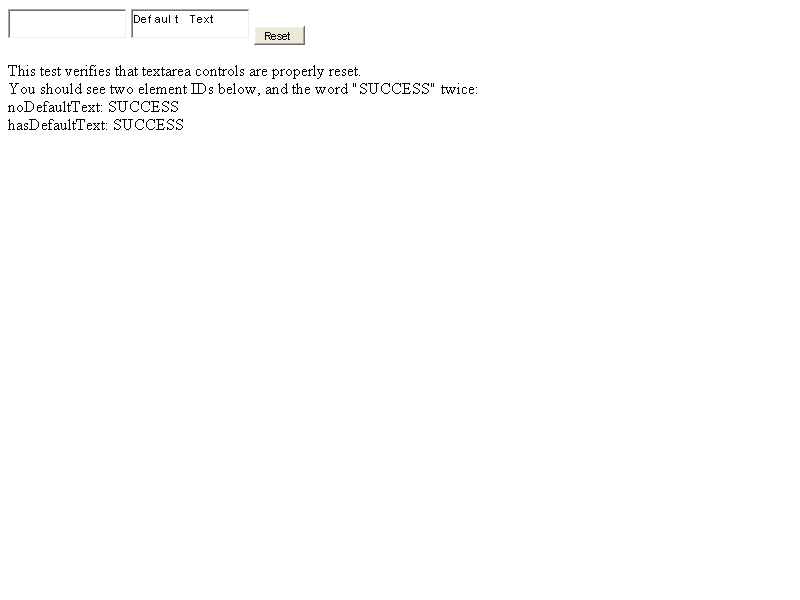 Default Text
Reset
This test verifies that textarea controls are properly reset.
You should see two element IDs below, and the word "SUCCESS" twice:
noDefaultText: SUCCESS
hasDefaultText: SUCCESS